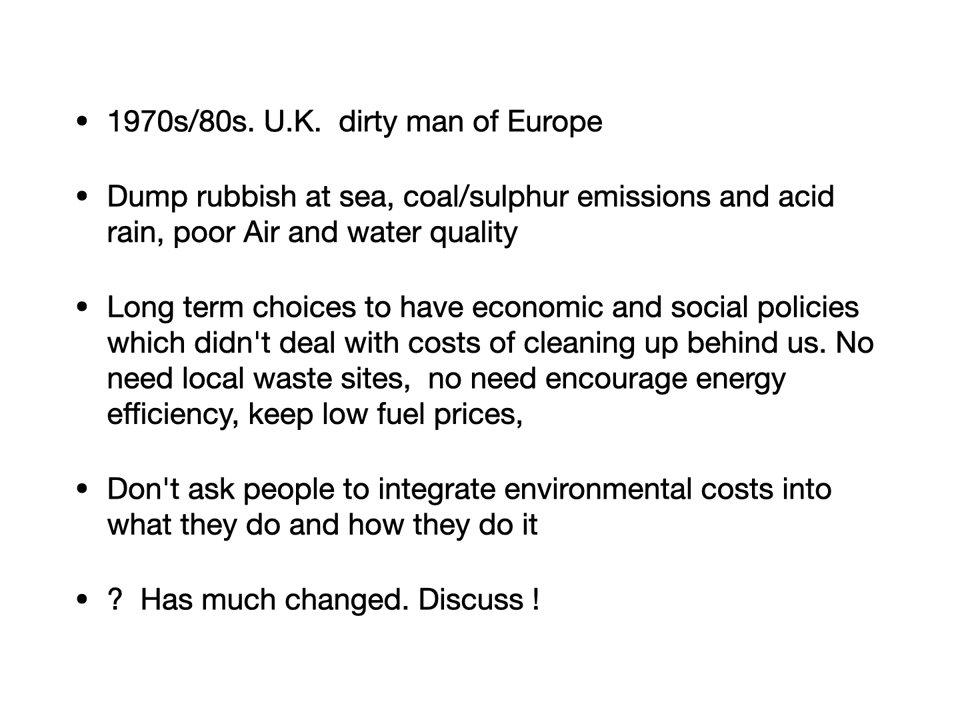 • 1970s/80s. U.K.  dirty man of Europe
• Dump rubbish at sea, coal/sulphur emissions and acid
rain, poor Air and water quality
• Long term choices to have economic and social policies
which didn't deal with costs of cleaning up behind us. No
need local waste sites,  no need encourage energy
efficiency, keep low fuel prices,
• Don't ask people to integrate environmental costs into
what they do and how they do it
• ?  Has much changed. Discuss !